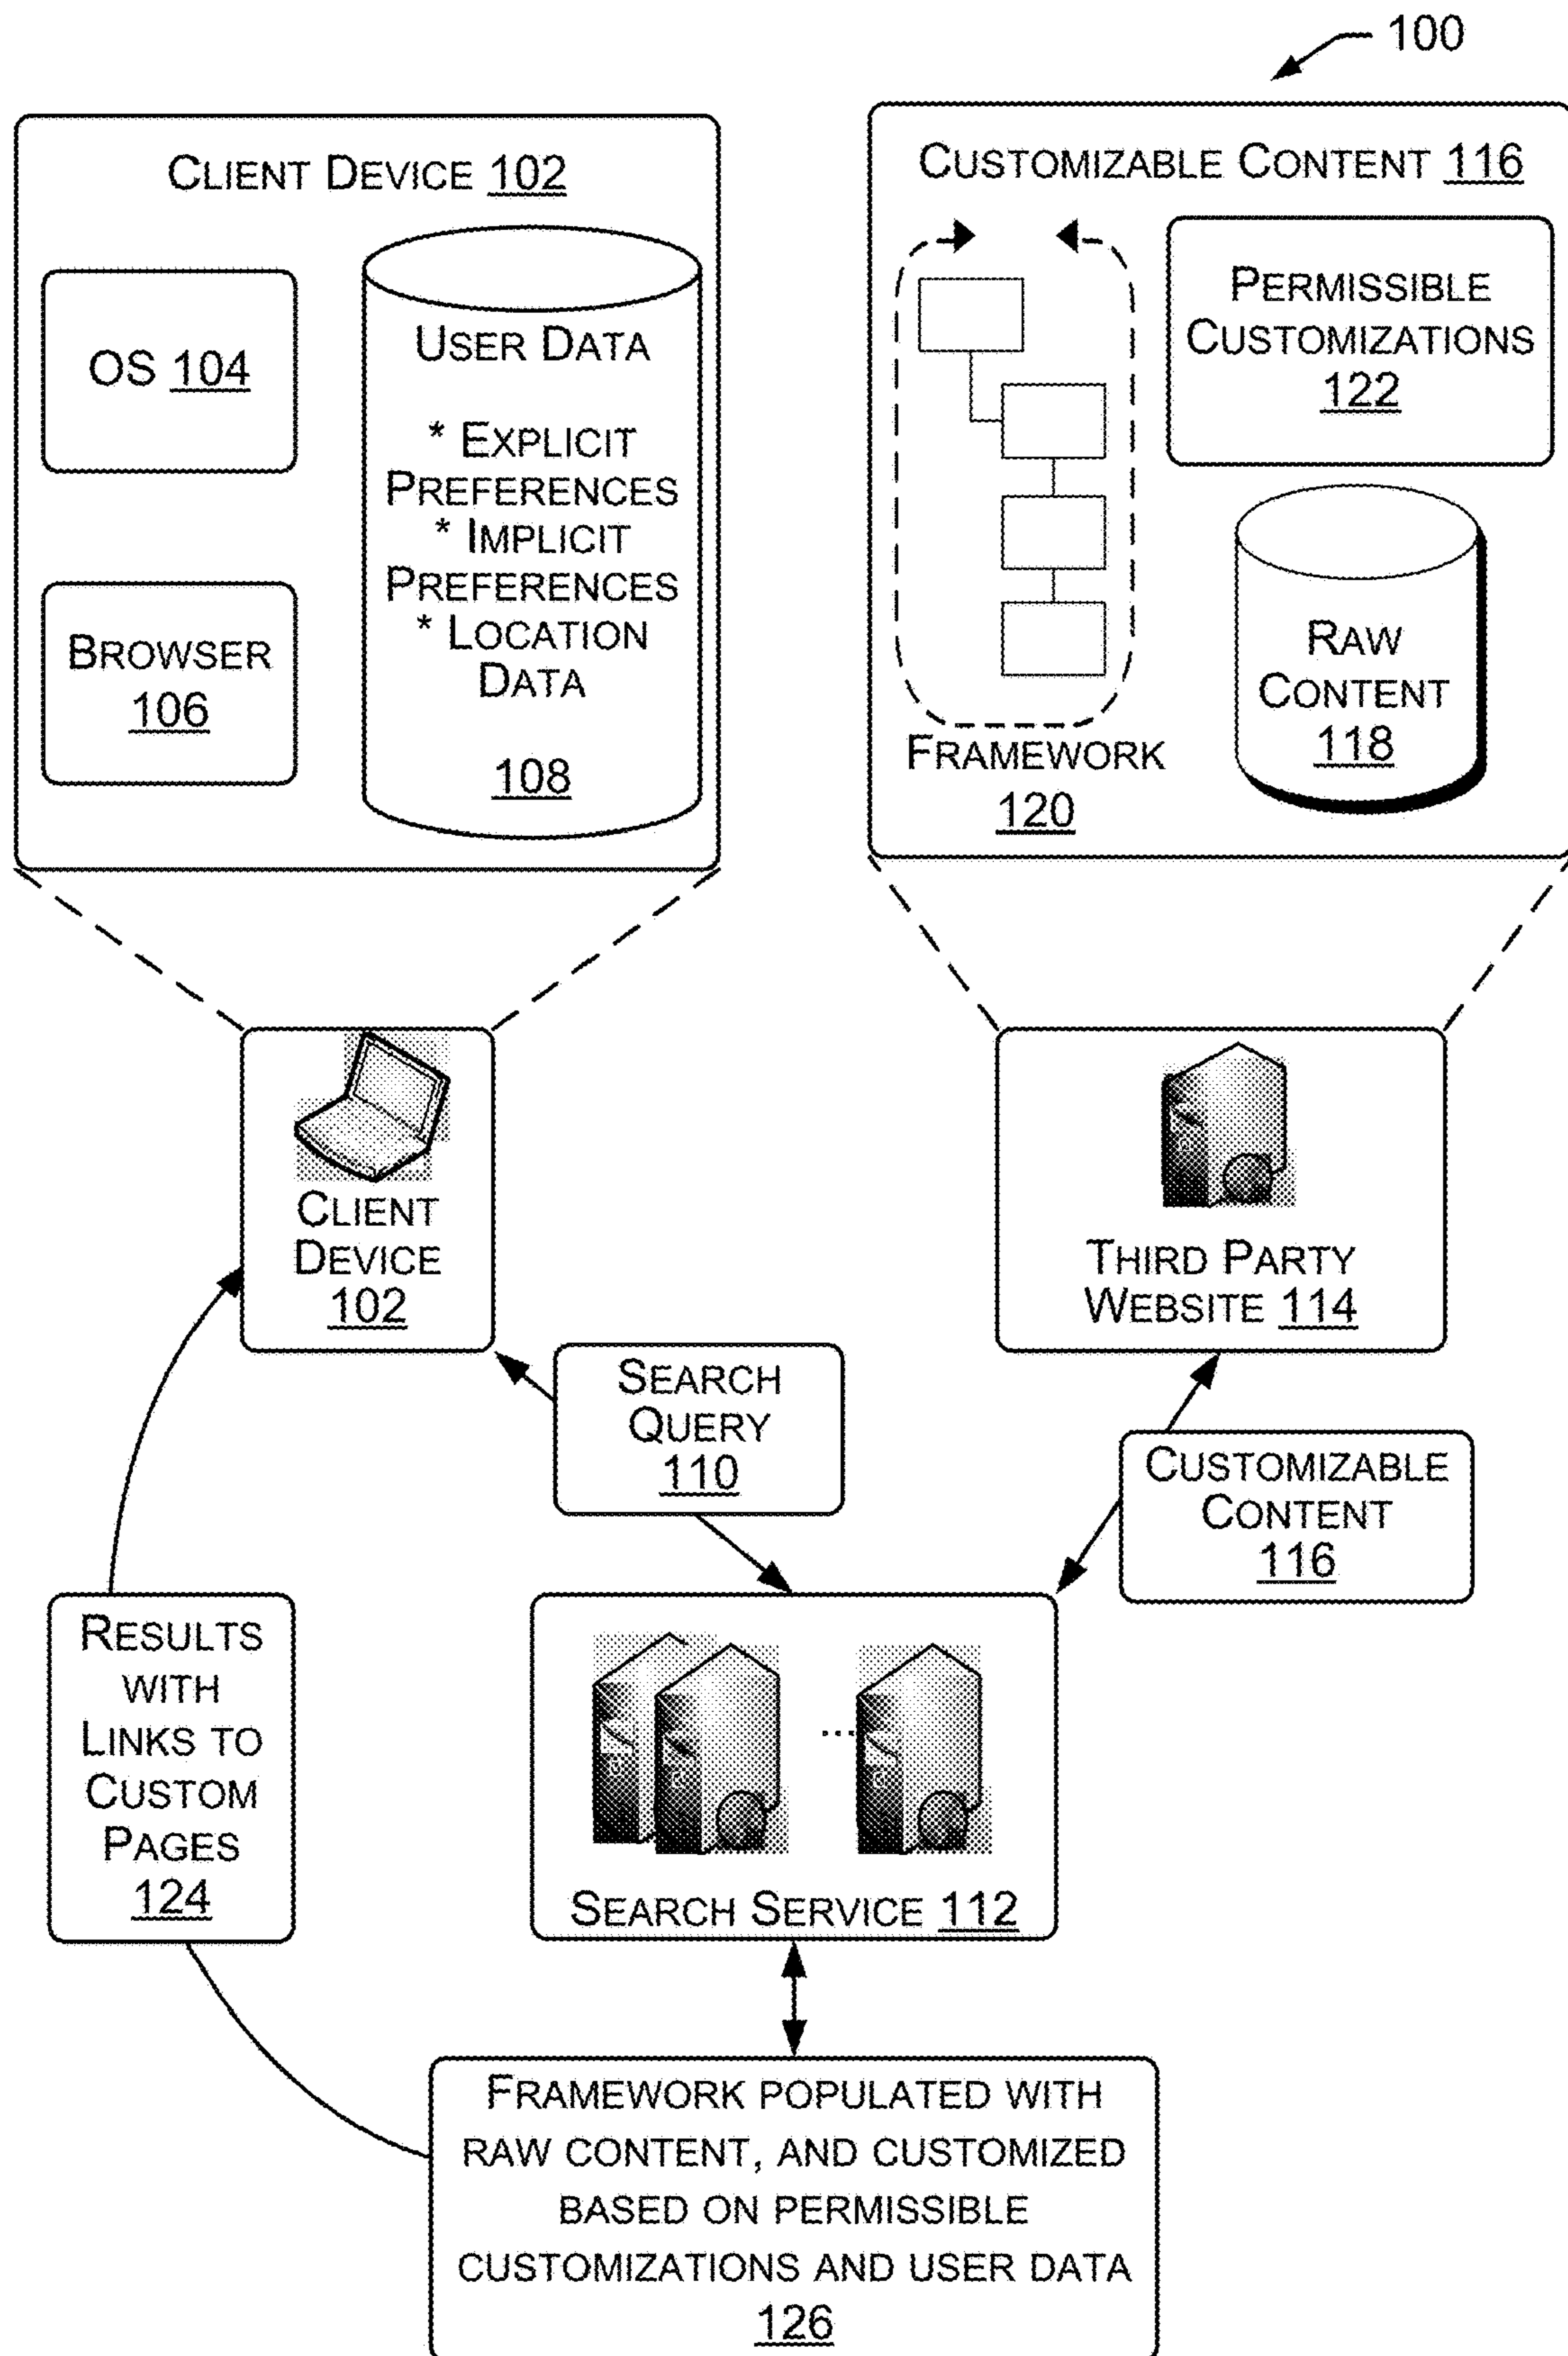 100
CLIENT DEVICE 102
OS 104
BROWSER
106
USER DATA
* EXPLICIT
PREFERENCES
* IMPLICIT
PREFERENCES
* LOCATION
DATA
108
CUSTOMIZABLE CONTENT 116
PERMISSIBLE
CUSTOMIZATIONS
122
FRAMEWORK
120
RAW
CONTENT
118
CLIENT
DEVICE
102
THIRD PARTY
WEBSITE 114
SEARCH
QUERY
110
CUSTOMIZABLE
CONTENT
116
RESULTS
WITH
LINKS TO
CUSTOM
PAGES
124
...
SEARCH SERVICE 112
FRAMEWORK POPULATED WITH
RAW CONTENT, AND CUSTOMIZED
BASED ON PERMISSIBLE
CUSTOMIZATIONS AND USER DATA
126